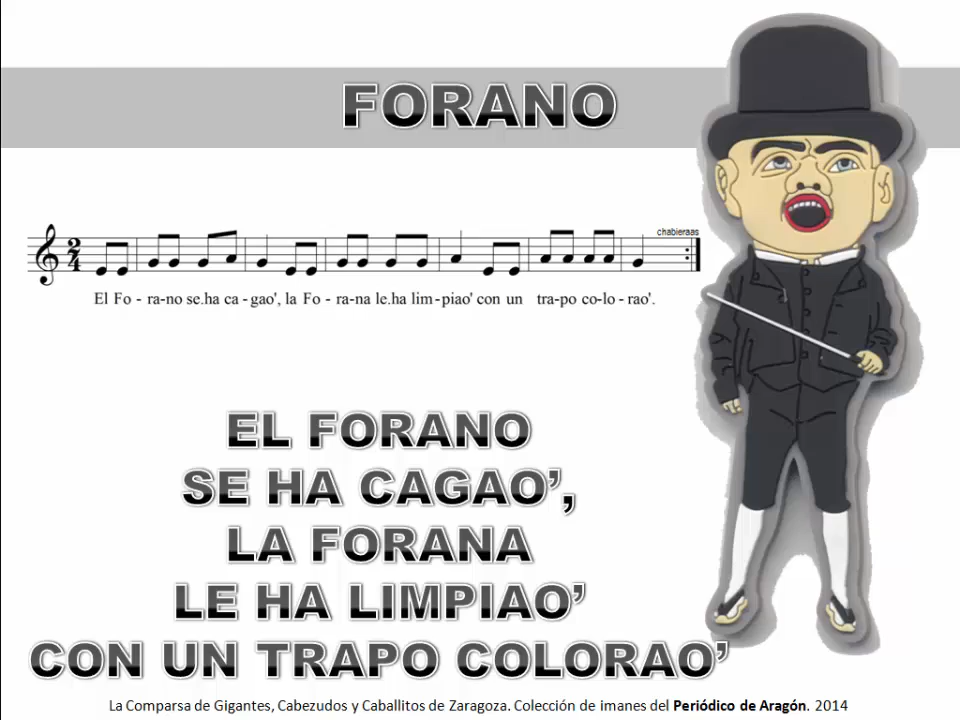 FORANO
chabieraas
2
4
El Fo - ra-no se.ha ca - gao', la Fo - ra-na le.ha lim-piao' con un tra-po co-lo - rao'.
EL FORANO
SE HA CAGAO’,
LA FORANA
LE HA LIMPIAO’
CON UN TRAPO COLORAO’
La Comparsa de Gigantes, Cabezudos y Caballitos de Zaragoza. Colección de imanes del Periódico de Aragón. 2014